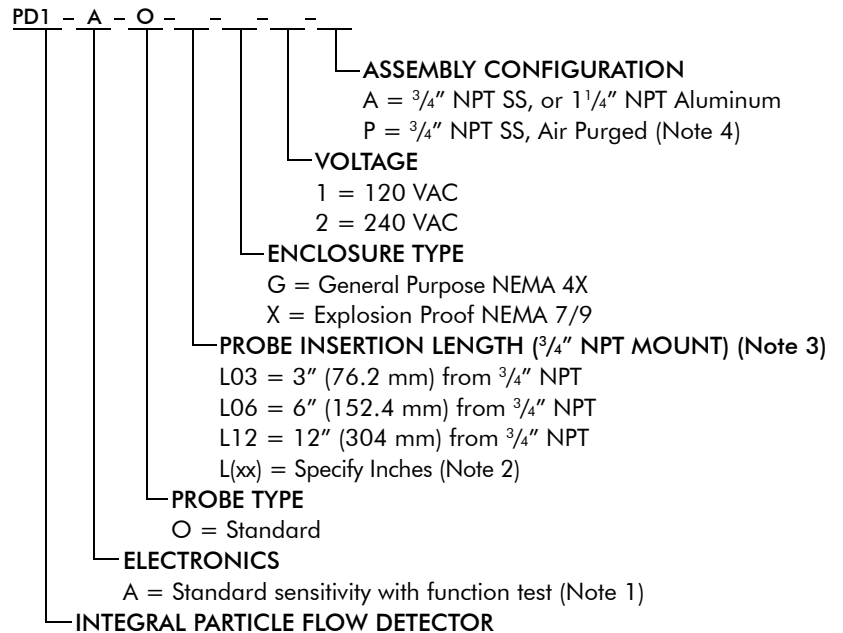 PD1 - A - O - - - -
ASSEMBLY CONFIGURATION
A = 3/4" NPT SS, or 1 1/4" NPT Aluminum
P = 3/4" NPT SS, Air Purged (Note 4)
VOLTAGE
1 = 120 VAC
2 = 240 VAC
ENCLOSURE TYPE
G = General Purpose NEMA 4X
X = Explosion Proof NEMA 7/9
PROBE INSERTION LENGTH (3/4" NPT MOUNT) (Note 3)
L03 = 3" (76.2 mm) from 3/4" NPT
L06 = 6" (152.4 mm) from 3/4" NPT
L12 = 12" (304 mm) from 3/4" NPT
L(xx) = Specify Inches (Note 2)
PROBE TYPE
O = Standard
ELECTRONICS
A = Standard sensitivity with function test (Note 1)
INTEGRAL PARTICLE FLOW DETECTOR